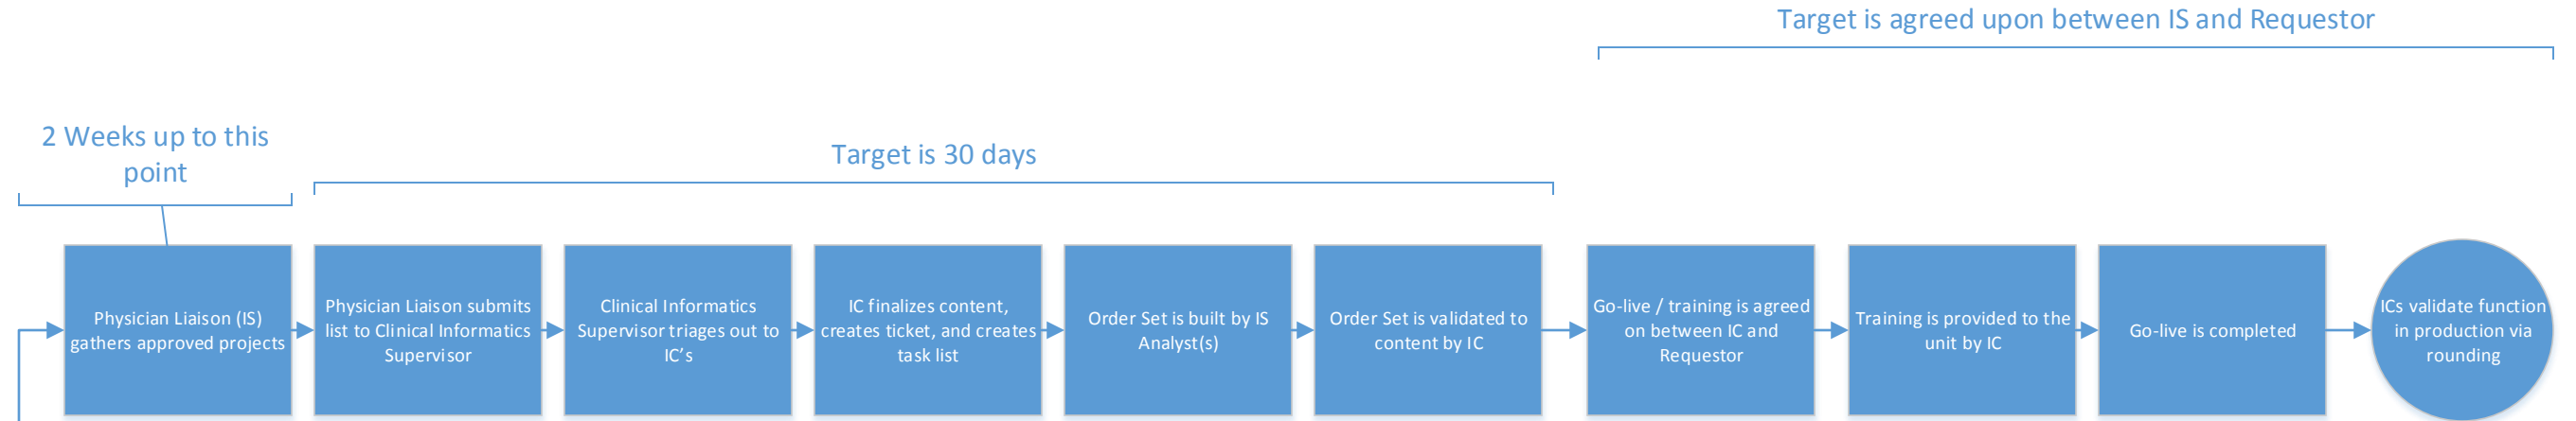 Target is agreed upon between IS and Requestor
2 Weeks up to this
point
Target is 30 days
Physician Liaison (IS)
gathers approved projects
Physician Liaison submits
list to Clinical Informatics
Supervisor
Clinical Informatics
Supervisor triages out to
IC's
IC finalizes content,
creates ticket, and creates
task list
Order Set is built by IS
Analyst(s)
Order Set is validated to
content by IC
Go-live / training is agreed
on between IC and
Requestor
Training is provided to the
unit by IC
Go-live is completed
ICs validate function
in production via
rounding